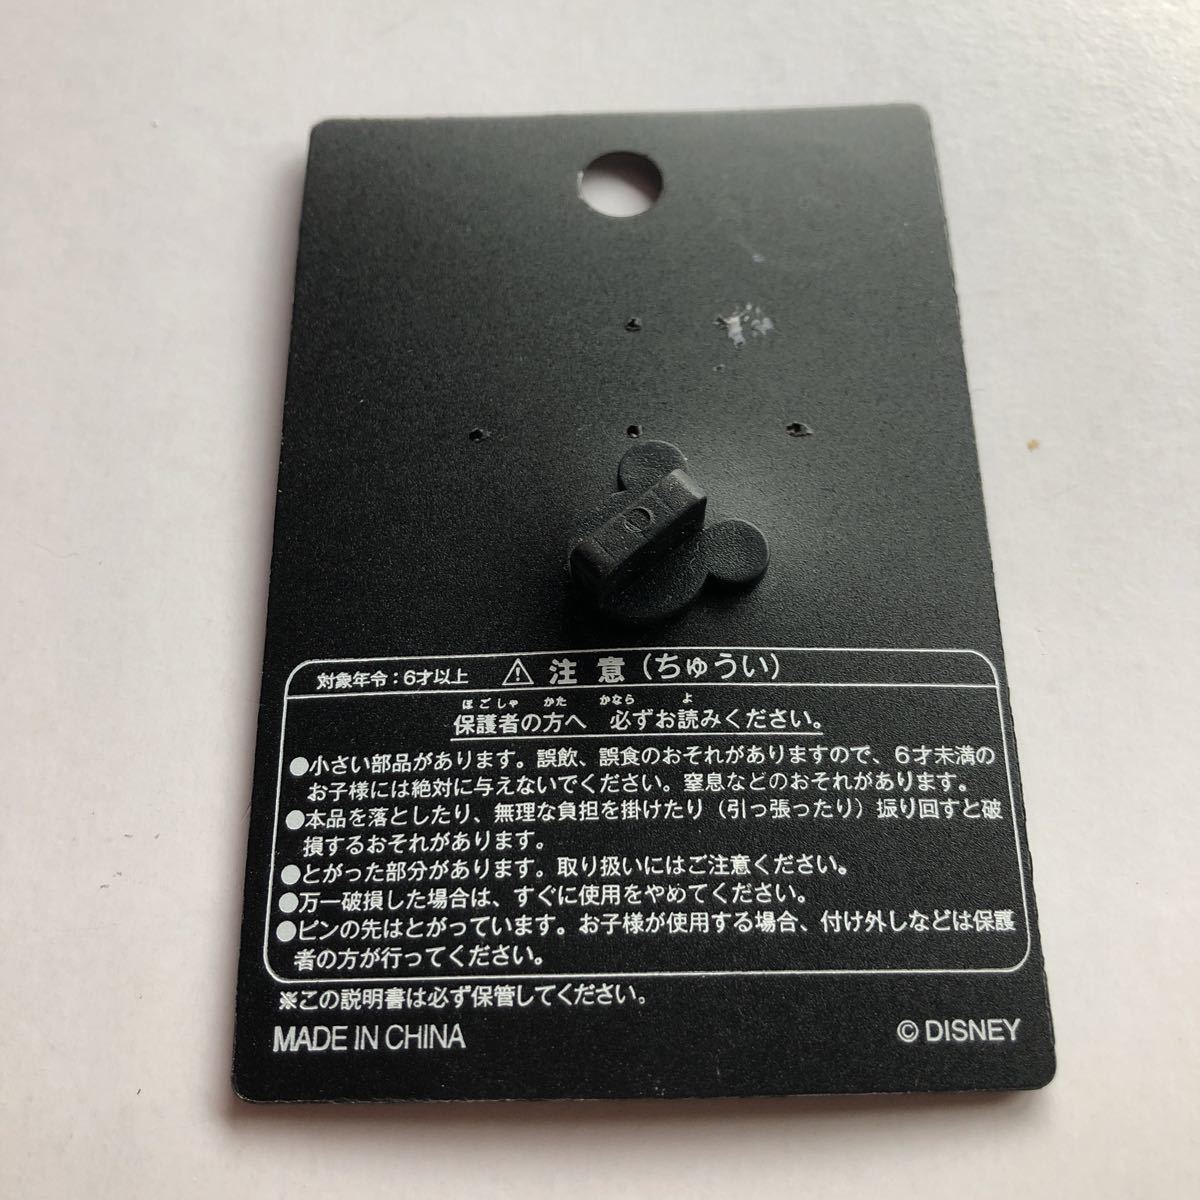 対象年令：6才以上 ⚠ 注意（ちゅうい）
ほごしゃ かた かなら よ
保護者の方へ 必ずお読みください。
●小さい部品があります。誤飲、誤食のおそれがありますので、6才未満の
お子様には絶対に与えないでください。窒息などのおそれがあります。
●本品を落としたり、無理な負担を掛けたり（引っ張ったり）振り回すと破
損するおそれがあります。
●とがった部分があります。取り扱いにはご注意ください。
●万一破損した場合は、すぐに使用をやめてください。
●ピンの先はとがっています。お子様が使用する場合、付け外しなどは保護
者の方が行ってください。
※この説明書は必ず保管してください。
MADE IN CHINA © DISNEY